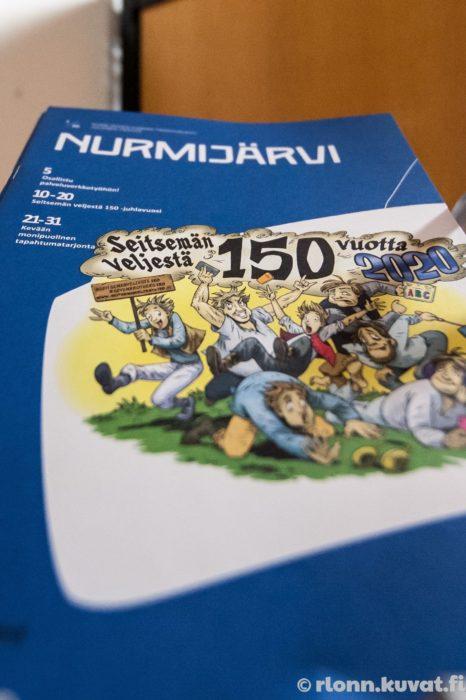 NURMIJÄRVI
5
Osallistu
palveluverkkotyöhön!
10-20
Seitsemän veljestä 150 -juhlavuosi
21-31
Kevään
monipuolinen
tapahtumatarjonta
Seitsemän
veljestä
150
vuotta
2020
ABC
© rlonn.kuvat.fi